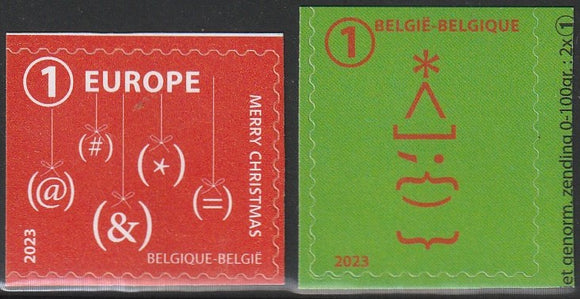 1 EUROPE
(@)
(#)
(&)
(*)
(=)
MERRY CHRISTMAS
2023
BELGIQUE-BELGIË
1 BELGIË-BELGIQUE
*<[:{) }
2023
et genorm. zending 0-100gr.: 2x 1